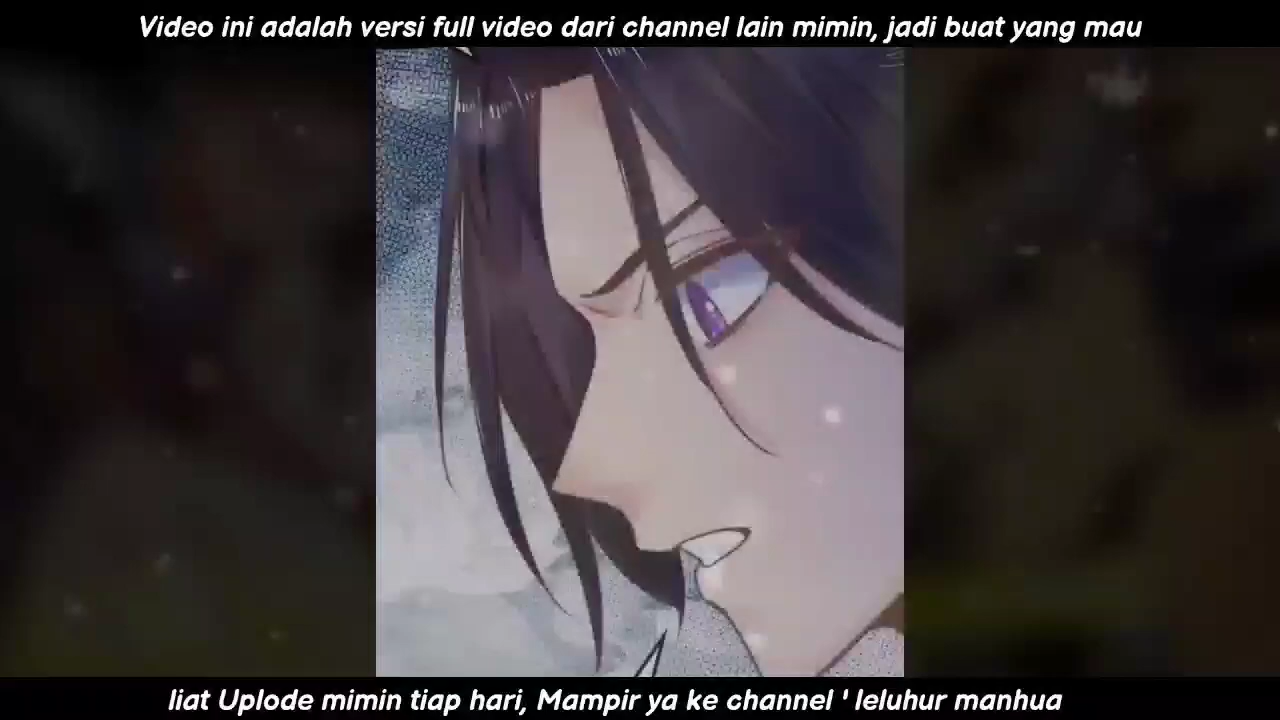 Video ini adalah versi full video dari channel lain mimin, jadi buat yang mau
liat Uplode mimin tiap hari, Mampir ya ke channel ' leluhur manhua